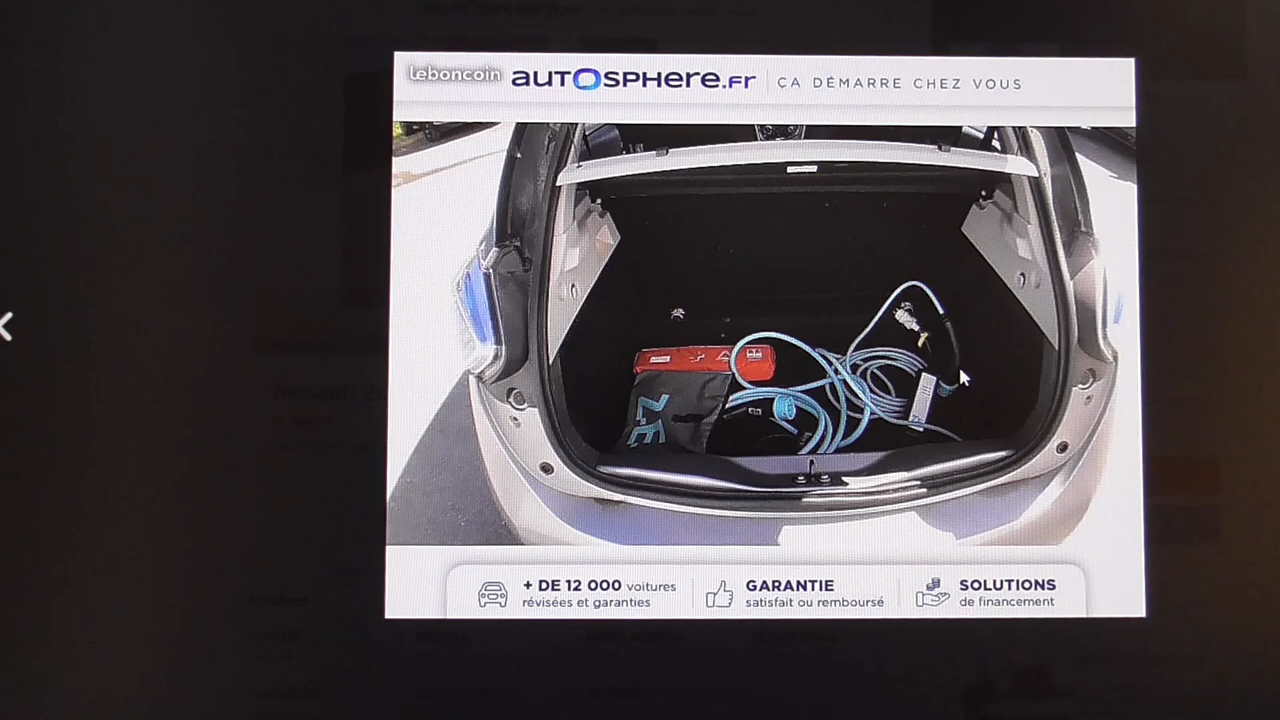 leboncoin
autosphere.fr
ÇA DÉMARRE CHEZ VOUS
ZE
+ DE 12 000 voitures
révisées et garanties
GARANTIE
satisfait ou remboursé
SOLUTIONS
de financement